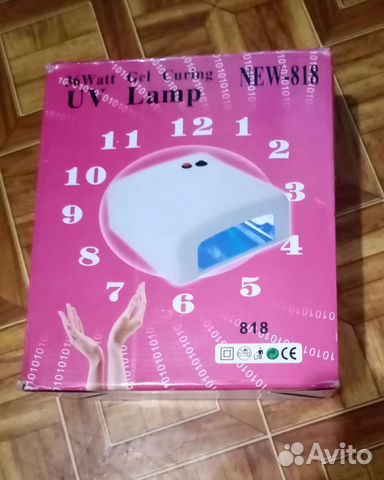 36Watt Gel Curing NEW-818
UV Lamp
11 12 1
10 2
9 3
8 4
7 6 5
818
CE
Avito